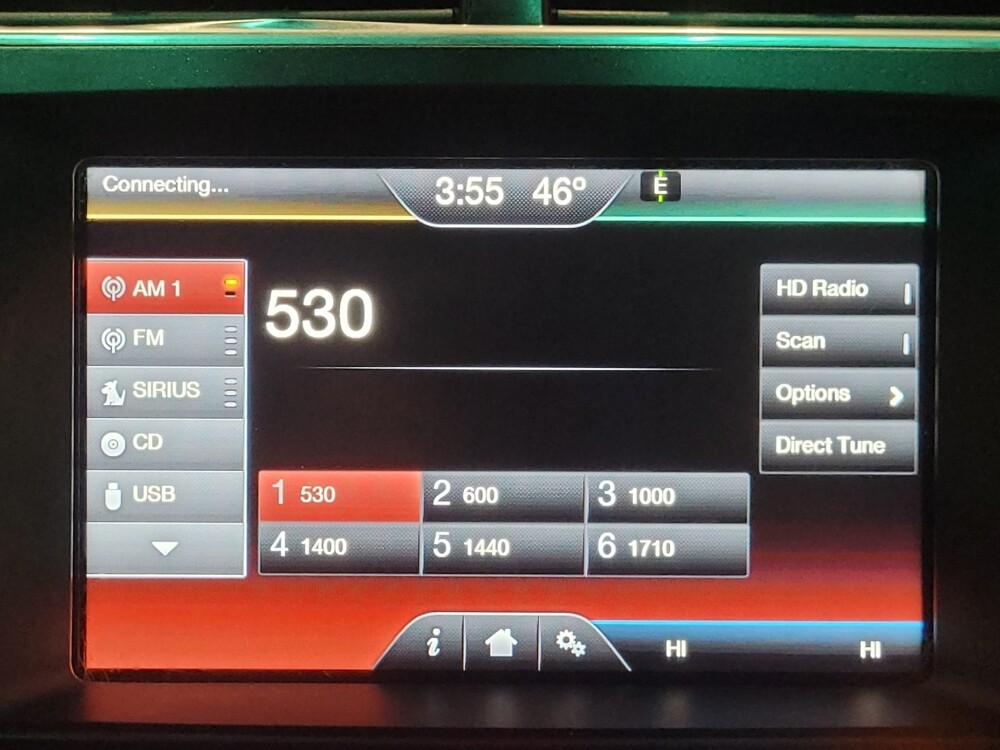 Connecting...
3:55 46º
E
AM 1
FM
SIRIUS
CD
USB
530
HD Radio
Scan
Options
Direct Tune
1 530
2 600
3 1000
4 1400
5 1440
6 1710
i
HI
HI